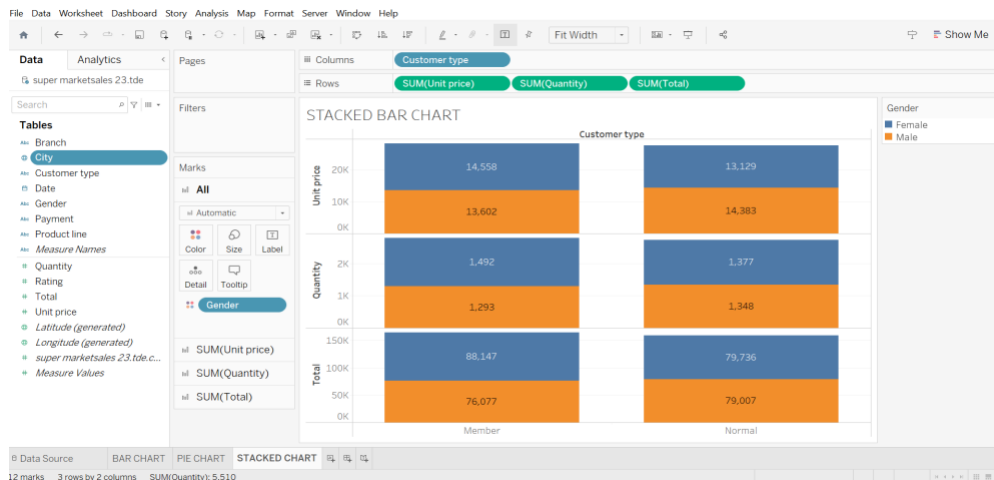 File Data Worksheet Dashboard Story Analysis Map Format Server Window Help
Fit Width
Show Me
Data Analytics
super marketsales 23.tde
Search
Tables
Abc Branch
City
Abc Customer type
Date
Abc Gender
Abc Payment
Abc Product line
Abc Measure Names
# Quantity
# Rating
# Total
# Unit price
Latitude (generated)
Longitude (generated)
# super marketsales 23.tde.c...
# Measure Values
Pages
Filters
Marks
All
Automatic
Color Size Label
Detail Tooltip
Gender
SUM(Unit price)
SUM(Quantity)
SUM(Total)
Columns Customer type
Rows SUM(Unit price) SUM(Quantity) SUM(Total)
STACKED BAR CHART
Customer type
Unit price
20K
10K
0K
14,558 13,129
13,602 14,383
Quantity
2K
1K
0K
1,492 1,377
1,293 1,348
Total
150K
100K
50K
0K
88,147 79,736
76,077 79,007
Member Normal
Gender
Female
Male
Data Source BAR CHART PIE CHART STACKED CHART
12 marks 3 rows by 2 columns SUM(Quantity): 5,510